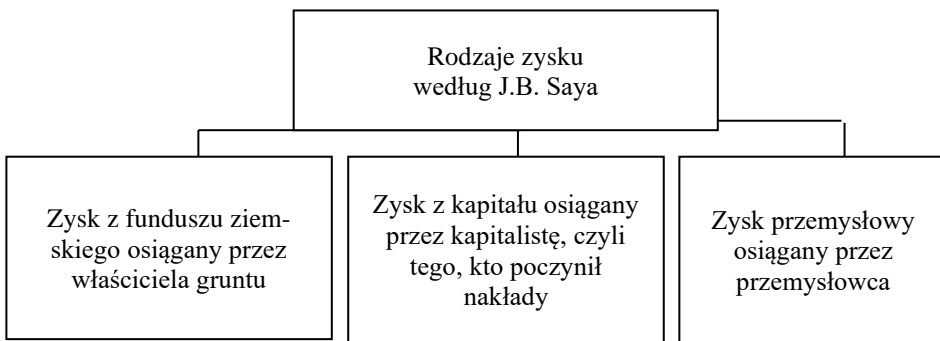 Rodzaje zysku
według J.B. Saya
Zysk z funduszu ziem-
skiego osiągany przez
właściciela gruntu
Zysk z kapitału osiągany
przez kapitalistę, czyli
tego, kto poczynił
nakłady
Zysk przemysłowy
osiągany przez
przemysłowca